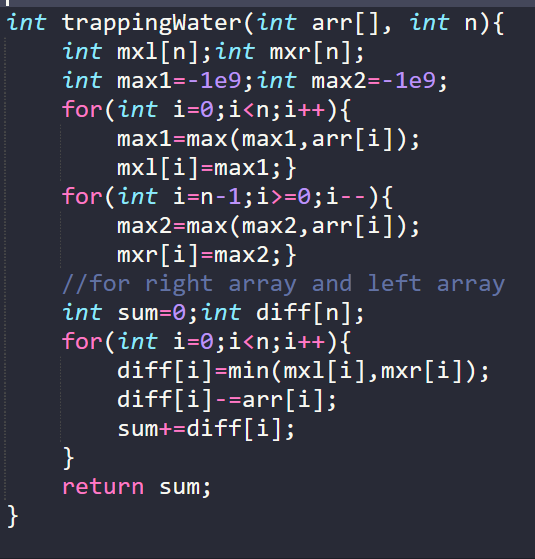 int trappingWater(int arr[], int n){
    int mxl[n];int mxr[n];
    int max1=-1e9;int max2=-1e9;
    for(int i=0;i<n;i++){
        max1=max(max1,arr[i]);
        mxl[i]=max1;}
    for(int i=n-1;i>=0;i--){
        max2=max(max2,arr[i]);
        mxr[i]=max2;}
    //for right array and left array
    int sum=0;int diff[n];
    for(int i=0;i<n;i++){
        diff[i]=min(mxl[i],mxr[i]);
        diff[i]-=arr[i];
        sum+=diff[i];
    }
    return sum;
}